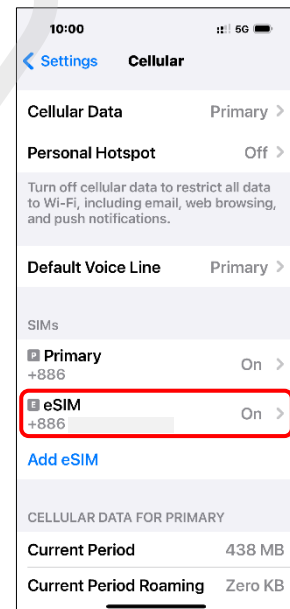 10:00
5G
Settings
Cellular
Cellular Data Primary
Personal Hotspot Off
Turn off cellular data to restrict all data
to Wi-Fi, including email, web browsing,
and push notifications.
Default Voice Line Primary
SIMs
P Primary On
+886
E eSIM On
+886
Add eSIM
CELLULAR DATA FOR PRIMARY
Current Period 438 MB
Current Period Roaming Zero KB